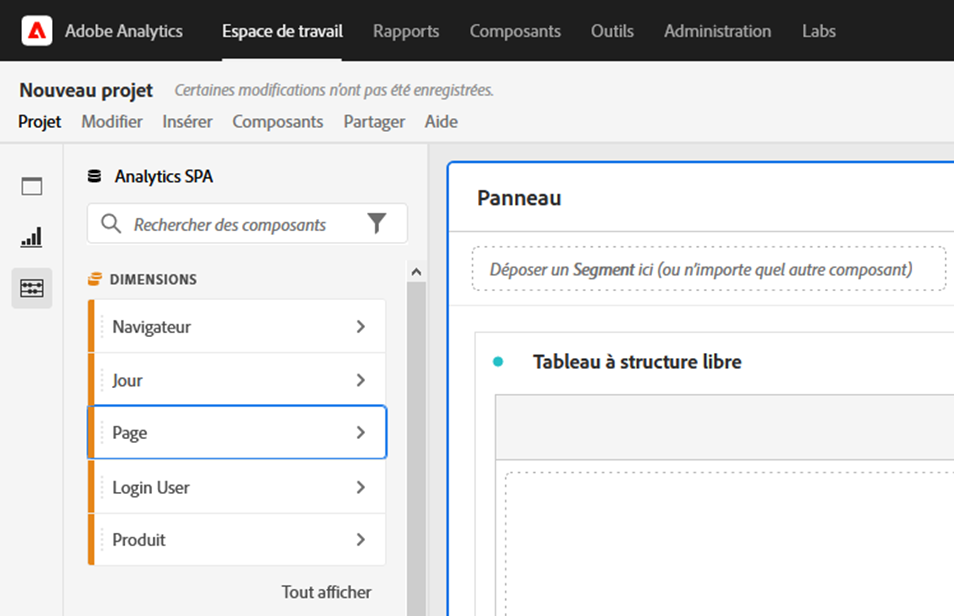 Adobe Analytics Espace de travail Rapports Composants Outils Administration Labs
Nouveau projet Certaines modifications n'ont pas été enregistrées.
Projet Modifier Insérer Composants Partager Aide
Analytics SPA
Rechercher des composants
DIMENSIONS
Navigateur
Jour
Page
Login User
Produit
Tout afficher
Panneau
Déposer un Segment ici (ou n'importe quel autre composant)
Tableau à structure libre